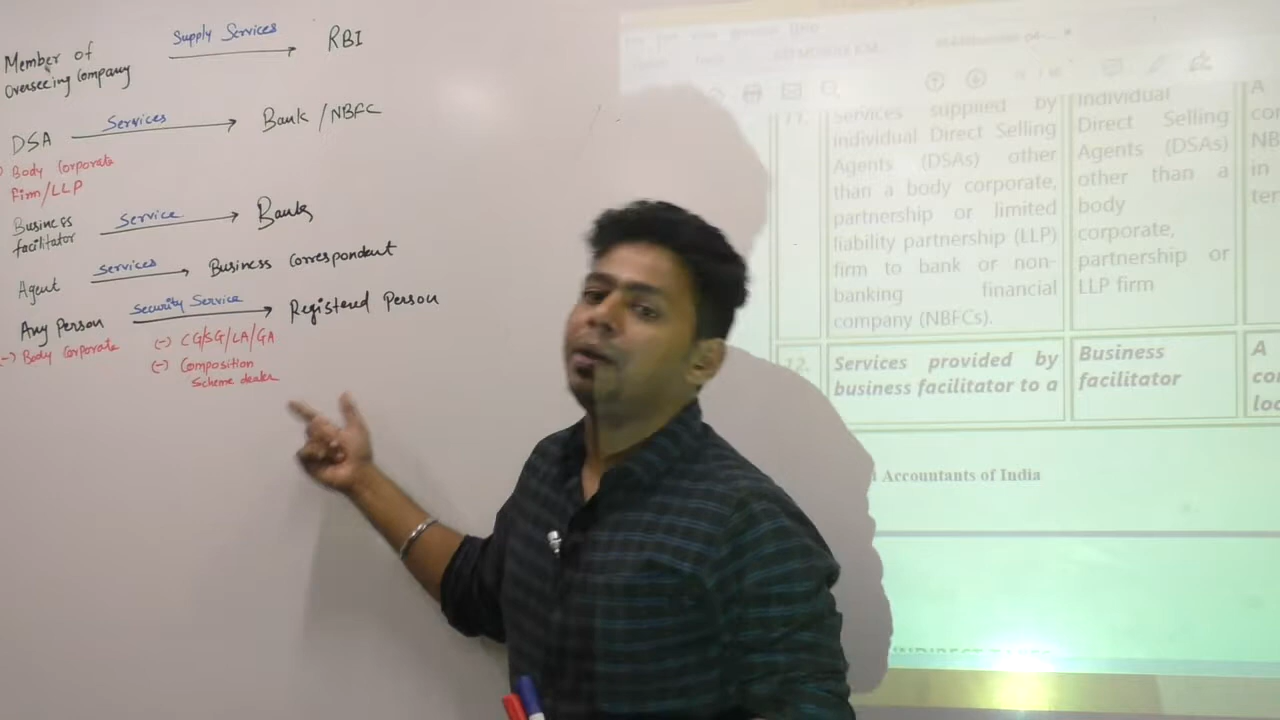 Member of
Overseeing Company
Supply Services
RBI
DSA
Services
Bank / NBFC
Body Corporate
Firm/LLP
Business
facilitator
Service
Bank
Agent
Services
Business Correspondent
Any Person
Security Service
Registered Person
(-) Body Corporate
(-) CG/SG/LA/GA
(-) Composition
Scheme dealer
11.
Services supplied by
individual Direct Selling
Agents (DSAs) other
than a body corporate,
partnership or limited
liability partnership (LLP)
firm to bank or non-
banking financial
company (NBFCs).
Individual
Direct Selling
Agents (DSAs)
other than a
body
corporate,
partnership or
LLP firm
A
NB
in
12.
Services provided by
business facilitator to a
Business
facilitator
A
Accountants of India